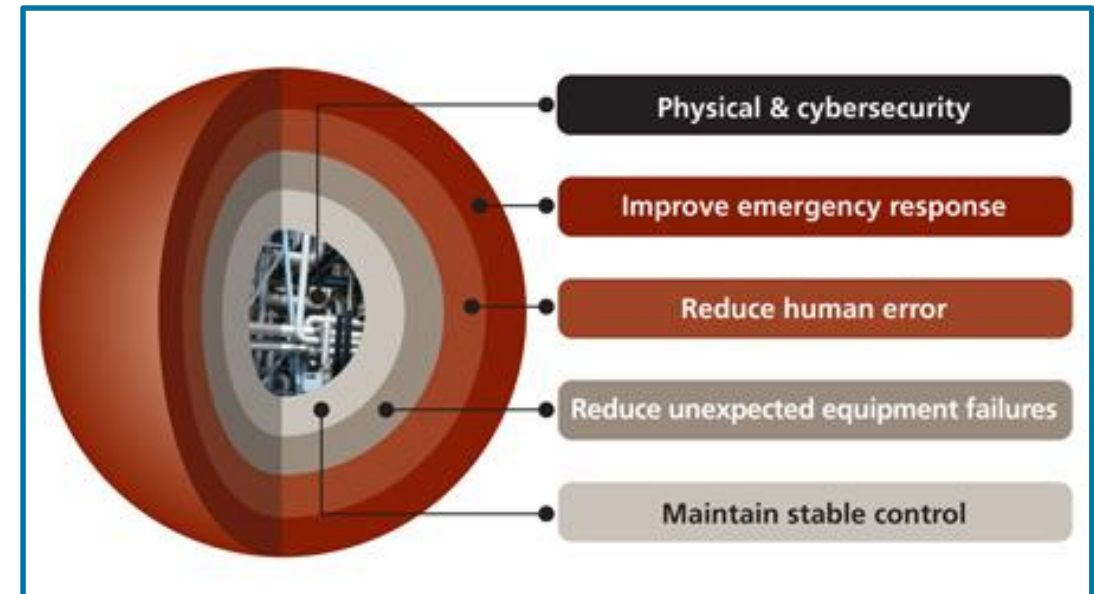 Physical & cybersecurity
Improve emergency response
Reduce human error
Reduce unexpected equipment failures
Maintain stable control